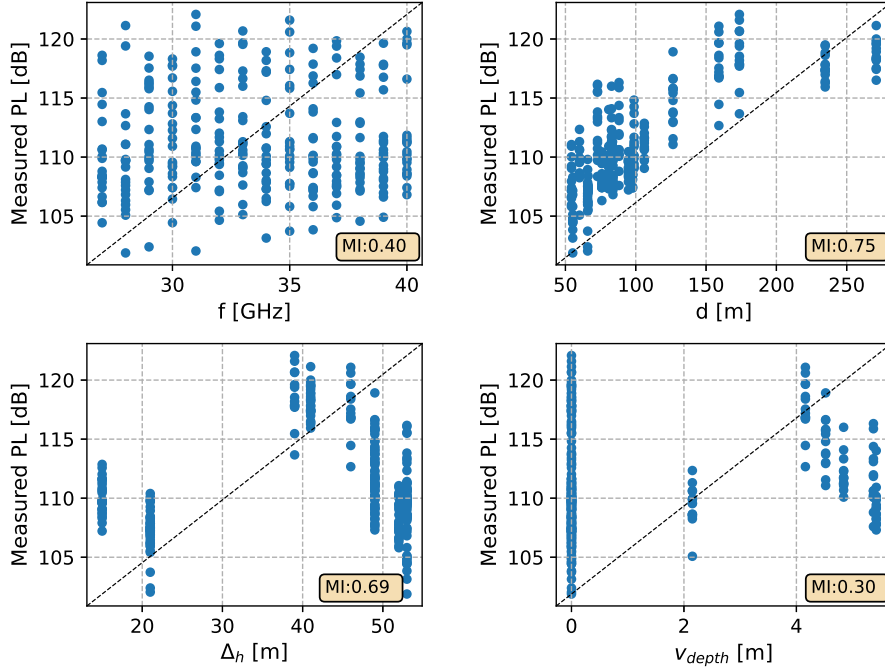 120
115
110
105
Measured PL [dB]
30
35
40
f [GHz]
MI:0.40
120
115
110
105
Measured PL [dB]
50
100
150
200
250
d [m]
MI:0.75
120
115
110
105
Measured PL [dB]
20
30
40
50
Δh [m]
MI:0.69
120
115
110
105
Measured PL [dB]
0
2
4
vdepth [m]
MI:0.30